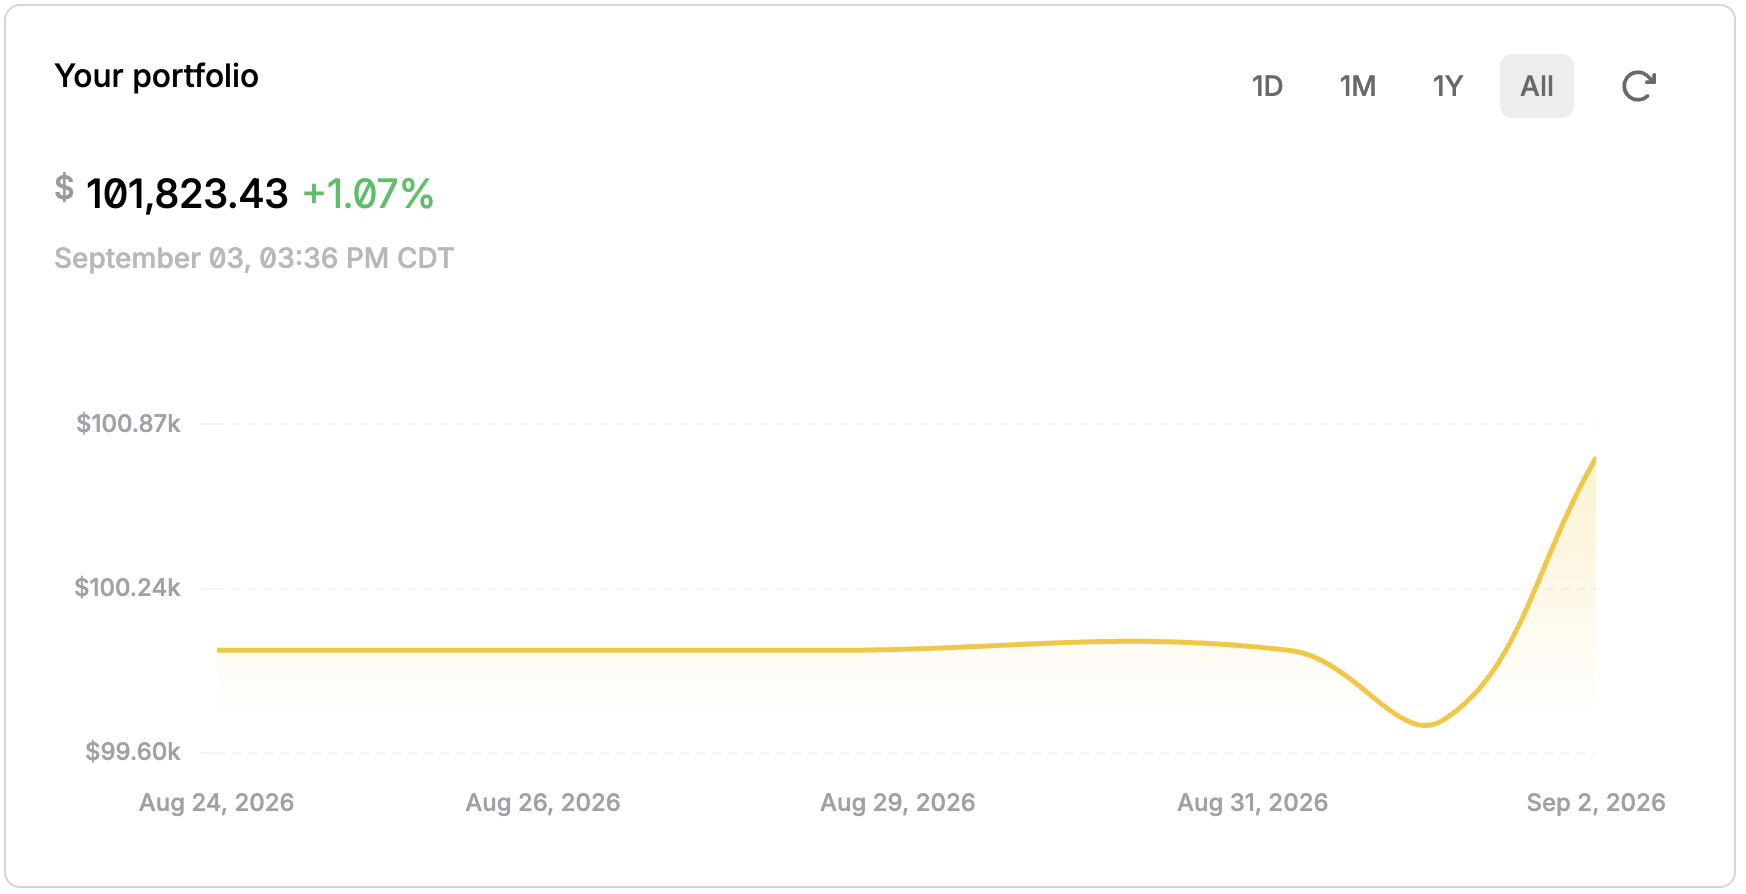 Your portfolio
1D 1M 1Y All
$ 101,823.43 +1.07%
September 03, 03:36 PM CDT
$100.87k
$100.24k
$99.60k
Aug 24, 2026 Aug 26, 2026 Aug 29, 2026 Aug 31, 2026 Sep 2, 2026